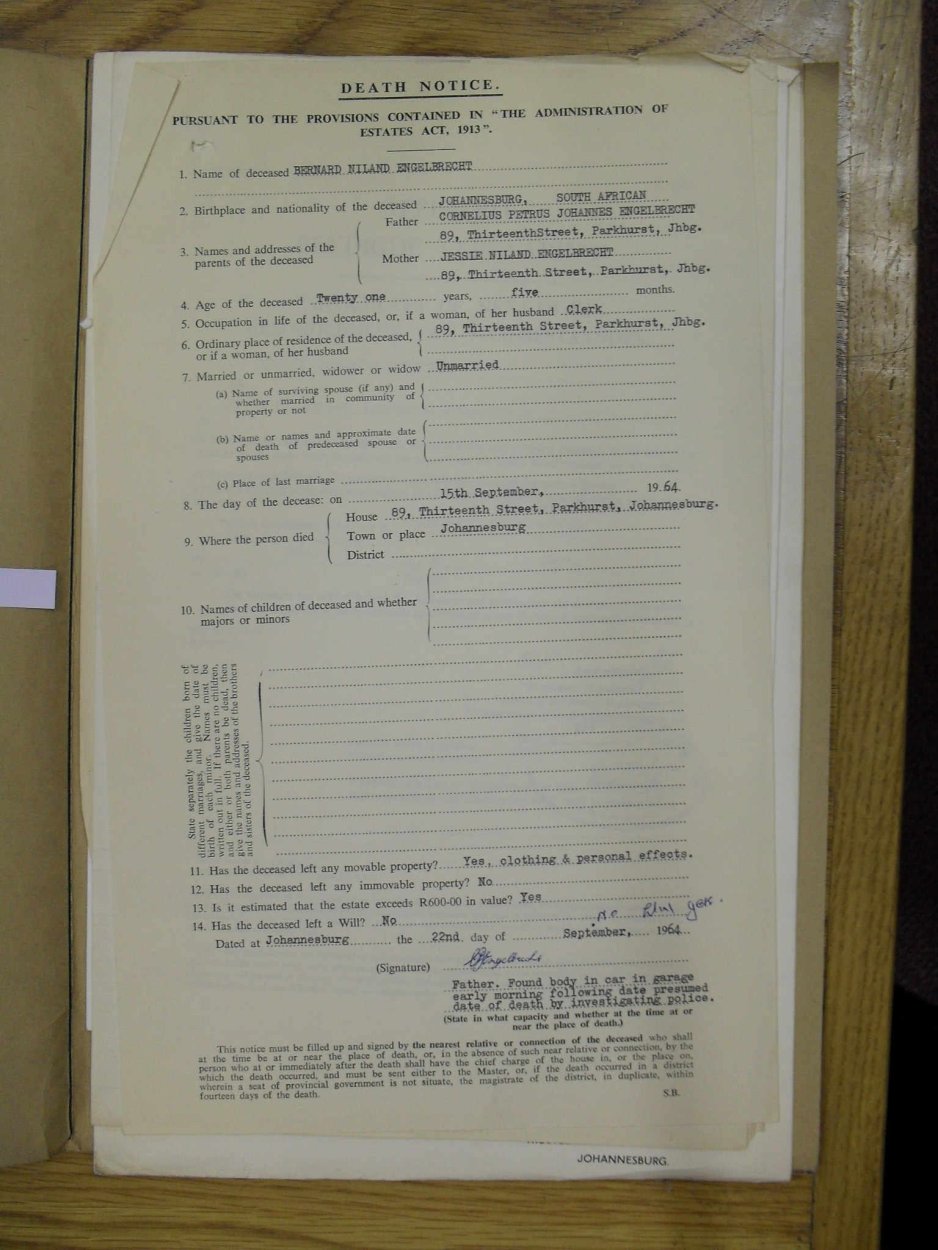 DEATH NOTICE.
PURSUANT TO THE PROVISIONS CONTAINED IN "THE ADMINISTRATION OF
ESTATES ACT, 1913".
1. Name of deceased BERNARD NILAND ENGELBRECHT
2. Birthplace and nationality of the deceased JOHANNESBURG, SOUTH AFRICAN
3. Names and addresses of the parents of the deceased
Father CORNELIUS PETRUS JOHANNES ENGELBRECHT
89, ThirteenthStreet, Parkhurst, Jhbg.
Mother JESSIE NILAND ENGELBRECHT
89, Thirteenth Street, Parkhurst, Jhbg.
4. Age of the deceased Twenty one years, five months.
5. Occupation in life of the deceased, or, if a woman, of her husband Clerk
6. Ordinary place of residence of the deceased, 89, Thirteenth Street, Parkhurst, Jhbg.
or if a woman, of her husband
7. Married or unmarried, widower or widow Unmarried
(a) Name of surviving spouse (if any) and
whether married in community of
property or not
(b) Name or names and approximate date
of death of predeceased spouse or
spouses
(c) Place of last marriage
8. The day of the decease: on 15th September, 1964
9. Where the person died
House 89, Thirteenth Street, Parkhurst, Johannesburg.
Town or place Johannesburg
District
10. Names of children of deceased and whether
majors or minors
State separately the children born of
different marriages, and give the date of
birth of each minor. Names must be
written out in full. If there are no children,
and either or both parents be dead, then
give the names and addresses of the brothers
and sisters of the deceased.
11. Has the deceased left any movable property? Yes, clothing & personal effects.
12. Has the deceased left any immovable property? No
13. Is it estimated that the estate exceeds R600-00 in value? Yes
14. Has the deceased left a Will? No
Dated at Johannesburg the 22nd day of September, 1964
(Signature)
Father. Found body in car in garage
early morning following date presumed
date of death by investigating police.
(State in what capacity and whether at the time at or
near the place of death.)
This notice must be filled up and signed by the nearest relative or connection of the deceased who shall
at the time be at or near the place of death, or, in the absence of such near relative or connection, by the
person who at or immediately after the death shall have the chief charge of the house in, or the place on,
which the death occurred, and must be sent either to the Master, or, if the death occurred in a district
wherein a seat of provincial government is not situate, the magistrate of the district, in duplicate, within
fourteen days of the death.
S.B.
JOHANNESBURG.